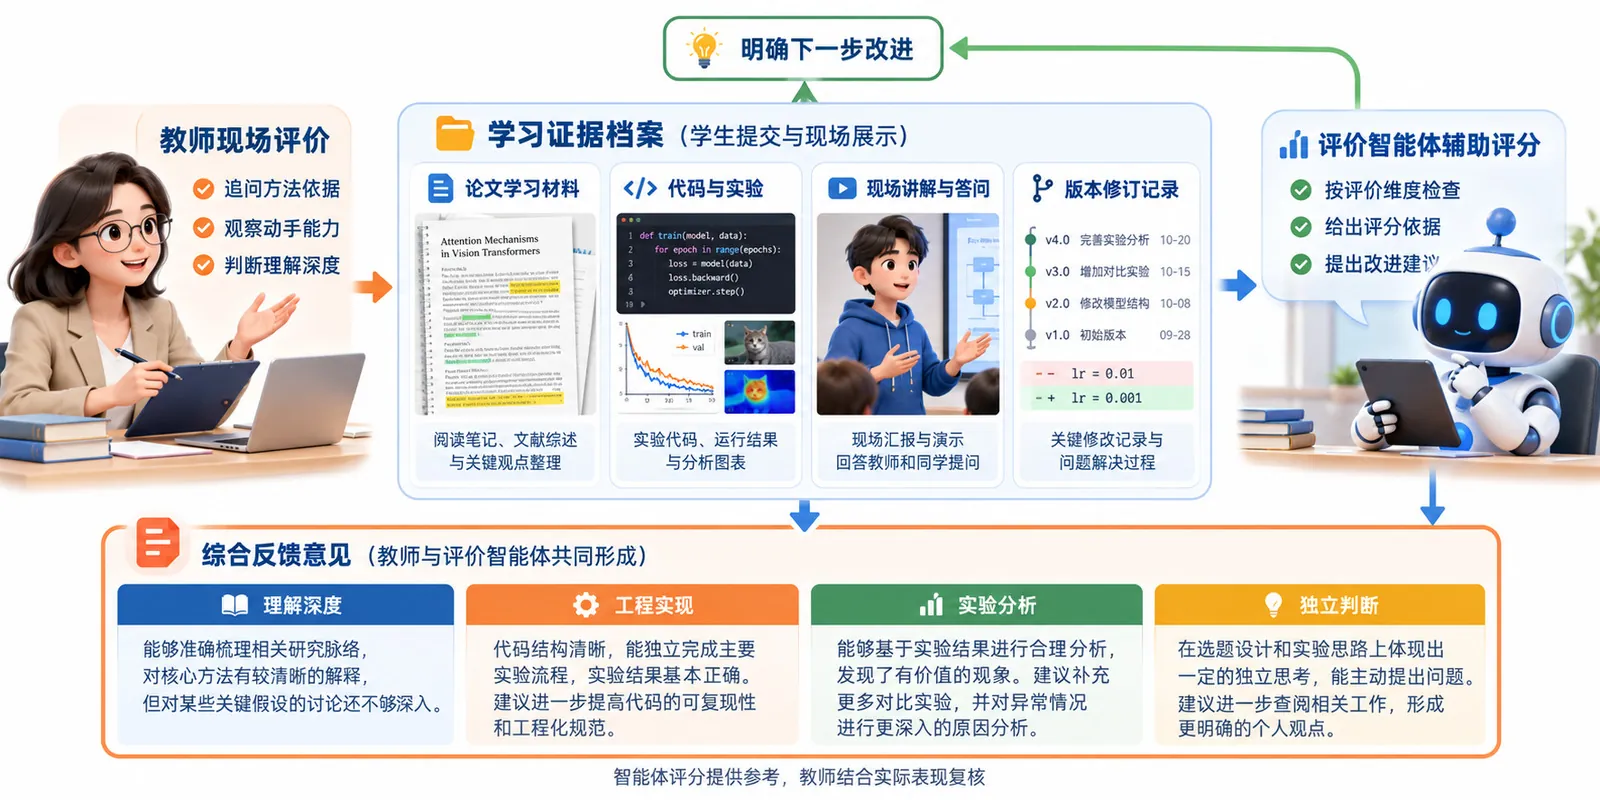 明确下一步改进
教师现场评价
追问方法依据
观察动手能力
判断理解深度
学习证据档案（学生提交与现场展示）
论文学习材料
Attention Mechanisms
in Vision Transformers
阅读笔记、文献综述
与关键观点整理
代码与实验
1 def train(model, data):
2 for epoch in range(epochs):
3 loss = model(data)
6 loss.backward()
8 optimizer.step()
19
train
val
实验代码、运行结果
与分析图表
现场讲解与答问
现场汇报与演示
回答教师和同学提问
版本修订记录
v4.0 完善实验分析 10-20
v3.0 增加对比实验 10-15
v2.0 修改模型结构 10-08
v1.0 初始版本 09-28
- - lr = 0.01
- + lr = 0.001
关键修改记录与
问题解决过程
评价智能体辅助评分
按评价维度检查
给出评分依据
提出改进建议
综合反馈意见（教师与评价智能体共同形成）
理解深度
能够准确梳理相关研究脉络，
对核心方法有较清晰的解释，
但对某些关键假设的讨论还不够深入。
工程实现
代码结构清晰，能独立完成主要
实验流程，实验结果基本正确。
建议进一步提高代码的可复现性
和工程化规范。
实验分析
能够基于实验结果进行合理分析，
发现了有价值的现象。建议补充
更多对比实验，并对异常情况
进行更深入的原因分析。
独立判断
在选题设计和实验思路上体现出
一定的独立思考，能主动提出问题。
建议进一步查阅相关工作，形成
更明确的个人观点。
智能体评分提供参考，教师结合实际表现复核